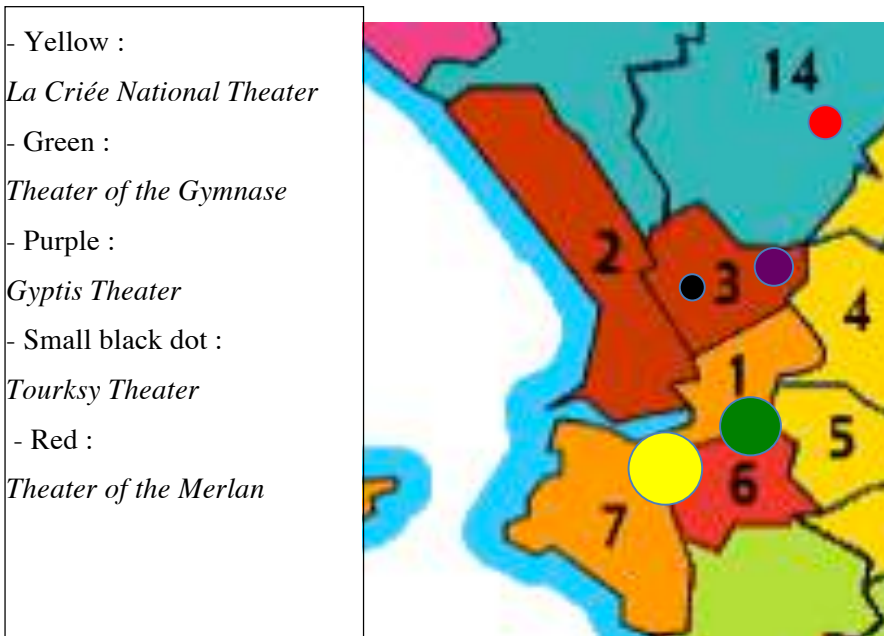 - Yellow :
La Criée National Theater
- Green :
Theater of the Gymnase
- Purple :
Gyptis Theater
- Small black dot :
Tourksy Theater
- Red :
Theater of the Merlan
14
2
3
4
1
5
6
7